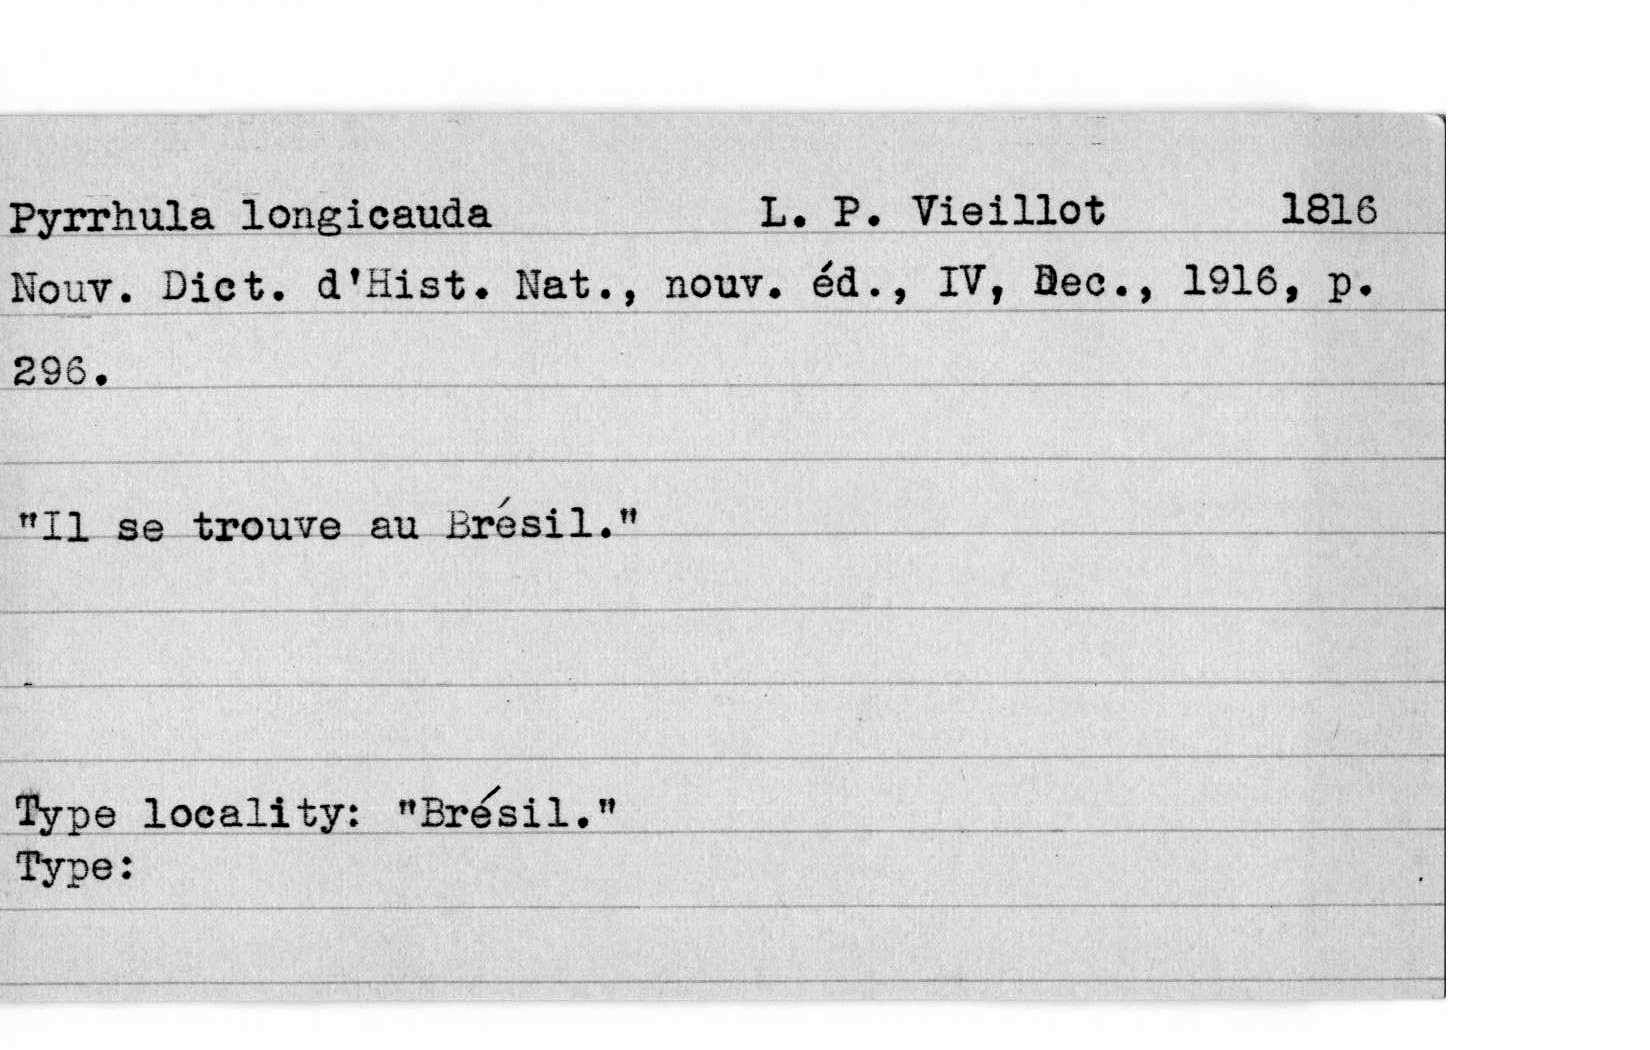 Pyrrhula longicauda L. P. Vieillot 1816
Nouv. Dict. d'Hist. Nat., nouv. éd., IV, Dec., 1916, p.
296.
"Il se trouve au Brésil."
Type locality: "Brésil."
Type: